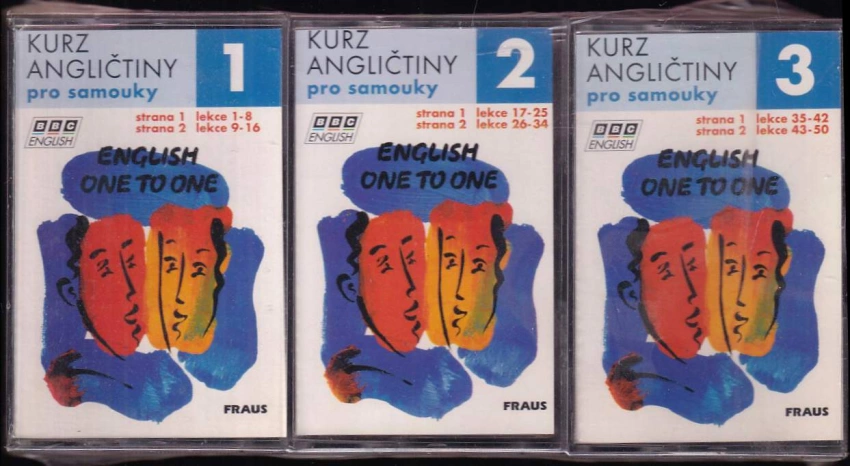 KURZ
ANGLIČTINY
pro samouky
1
strana 1 lekce 1-8
strana 2 lekce 9-16
BBC
ENGLISH
ENGLISH
ONE TO ONE
FRAUS
KURZ
ANGLIČTINY
pro samouky
2
strana 1 lekce 17-25
strana 2 lekce 26-34
BBC
ENGLISH
ENGLISH
ONE TO ONE
FRAUS
KURZ
ANGLIČTINY
pro samouky
3
strana 1 lekce 35-42
strana 2 lekce 43-50
BBC
ENGLISH
ENGLISH
ONE TO ONE
FRAUS